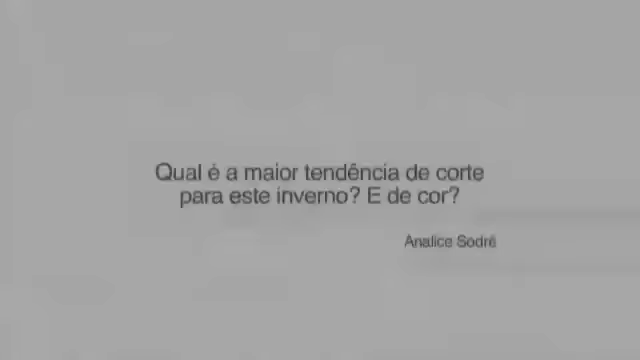 Qual é a maior tendência de corte
para este inverno? E de cor?
Analice Sodré